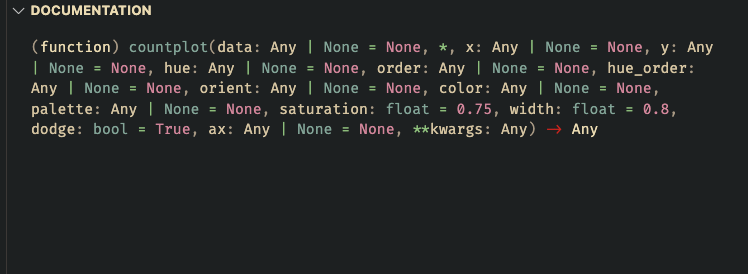 DOCUMENTATION
(function) countplot(data: Any | None = None, *, x: Any | None = None, y: Any
| None = None, hue: Any | None = None, order: Any | None = None, hue_order:
Any | None = None, orient: Any | None = None, color: Any | None = None,
palette: Any | None = None, saturation: float = 0.75, width: float = 0.8,
dodge: bool = True, ax: Any | None = None, **kwargs: Any) → Any